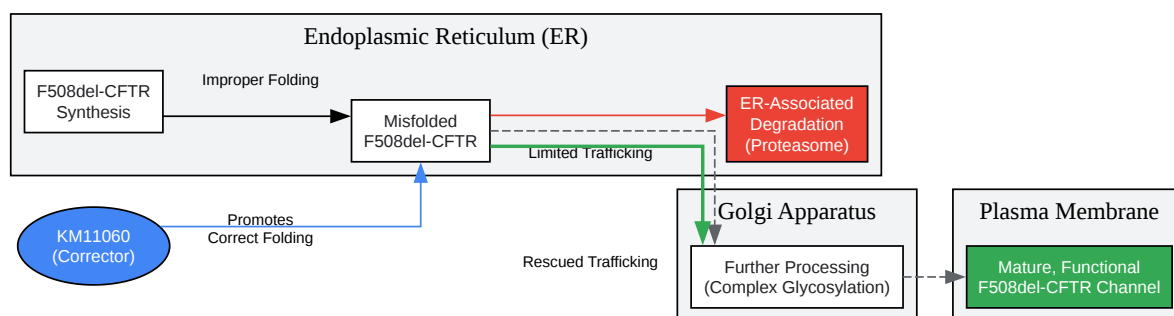 Endoplasmic Reticulum (ER)
F508del-CFTR
Synthesis
Improper Folding
Misfolded
F508del-CFTR
ER-Associated
Degradation
(Proteasome)
Limited Trafficking
KM11060
(Corrector)
Promotes
Correct Folding
Rescued Trafficking
Golgi Apparatus
Further Processing
(Complex Glycosylation)
Plasma Membrane
Mature, Functional
F508del-CFTR Channel